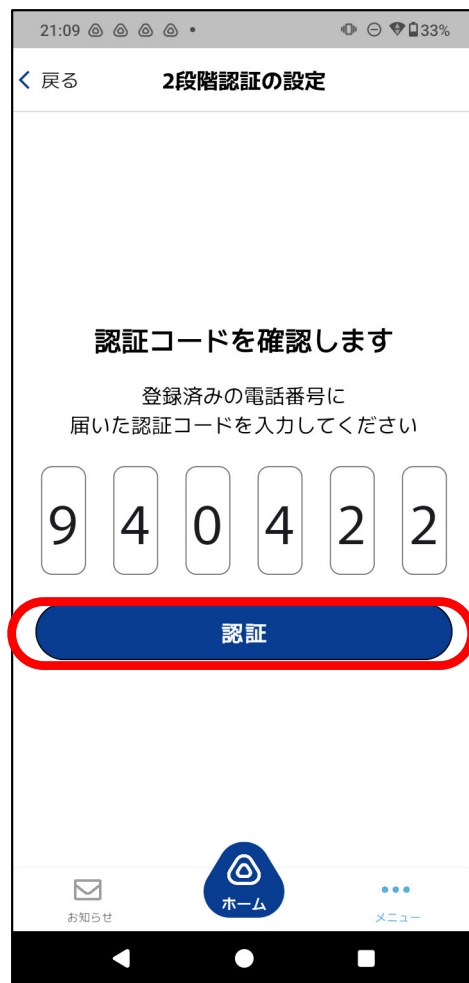 21:09
33%
戻る
2段階認証の設定
認証コードを確認します
登録済みの電話番号に
届いた認証コードを入力してください
9 4 0 4 2 2
認証
お知らせ
ホーム
メニュー